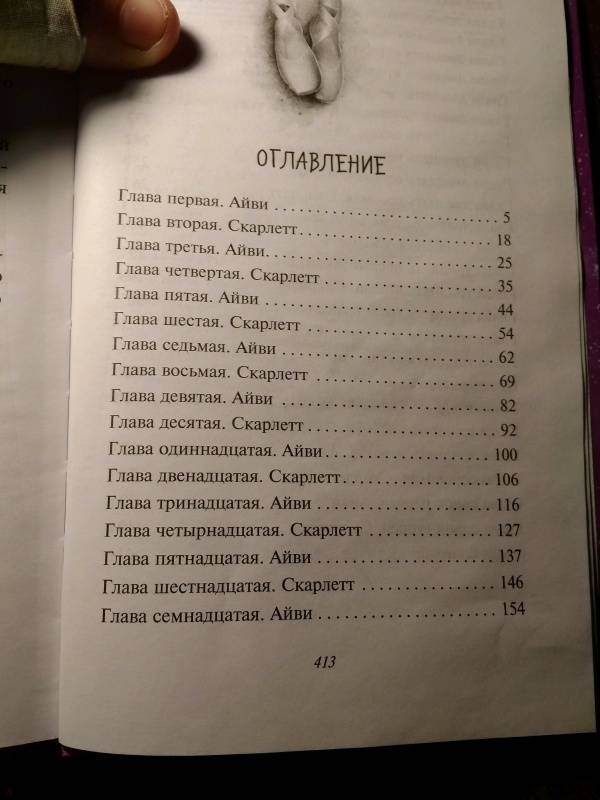 ОГЛАВЛЕНИЕ
Глава первая. Айви . . . . . . . . . . . . . . . . . . . . . . . . . . . 5
Глава вторая. Скарлетт. . . . . . . . . . . . . . . . . . . . . . . 18
Глава третья. Айви. . . . . . . . . . . . . . . . . . . . . . . . . . . 25
Глава четвертая. Скарлетт . . . . . . . . . . . . . . . . . . . . 35
Глава пятая. Айви . . . . . . . . . . . . . . . . . . . . . . . . . . . 44
Глава шестая. Скарлетт . . . . . . . . . . . . . . . . . . . . . . 54
Глава седьмая. Айви . . . . . . . . . . . . . . . . . . . . . . . . 62
Глава восьмая. Скарлетт . . . . . . . . . . . . . . . . . . . . . 69
Глава девятая. Айви . . . . . . . . . . . . . . . . . . . . . . . . 82
Глава десятая. Скарлетт . . . . . . . . . . . . . . . . . . . . . 92
Глава одиннадцатая. Айви. . . . . . . . . . . . . . . . . . . 100
Глава двенадцатая. Скарлетт. . . . . . . . . . . . . . . . . 106
Глава тринадцатая. Айви . . . . . . . . . . . . . . . . . . . . 116
Глава четырнадцатая. Скарлетт . . . . . . . . . . . . . . 127
Глава пятнадцатая. Айви . . . . . . . . . . . . . . . . . . . . 137
Глава шестнадцатая. Скарлетт . . . . . . . . . . . . . . . 146
Глава семнадцатая. Айви . . . . . . . . . . . . . . . . . . . . 154
413